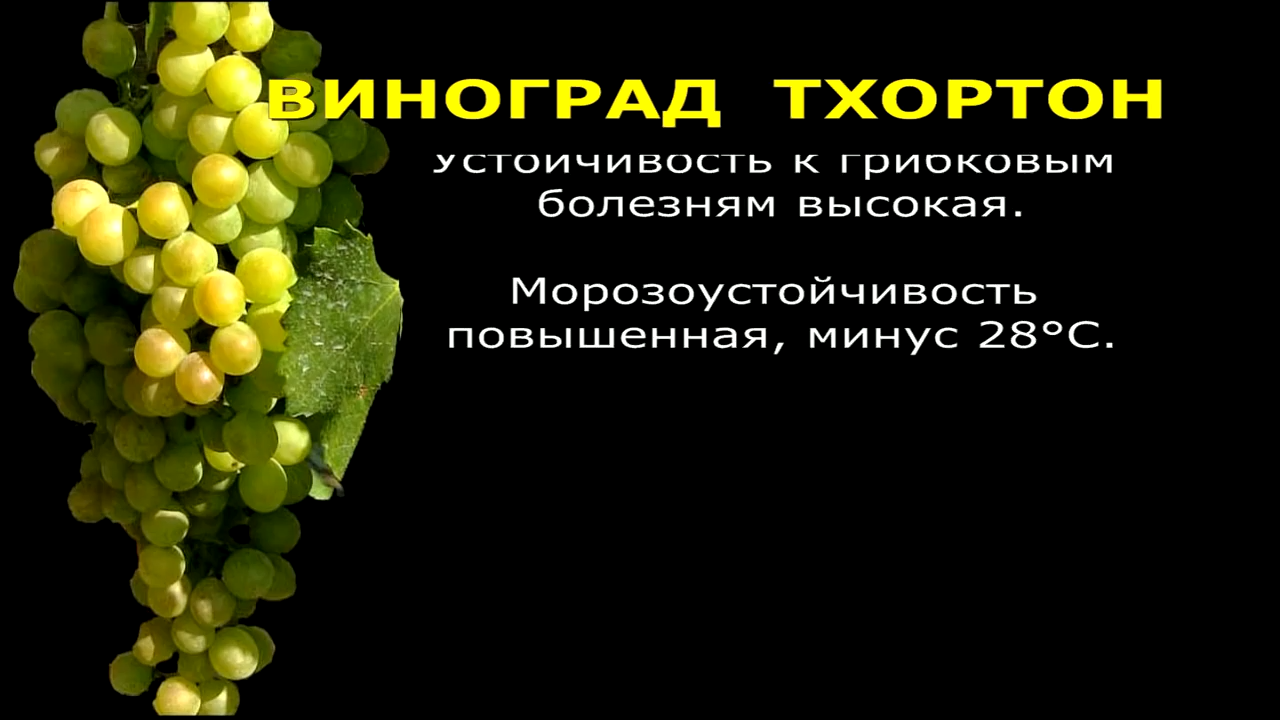 ВИНОГРАД ТХОРТОН
Устойчивость к грибковым
болезням высокая.
Морозоустойчивость
повышенная, минус 28°С.